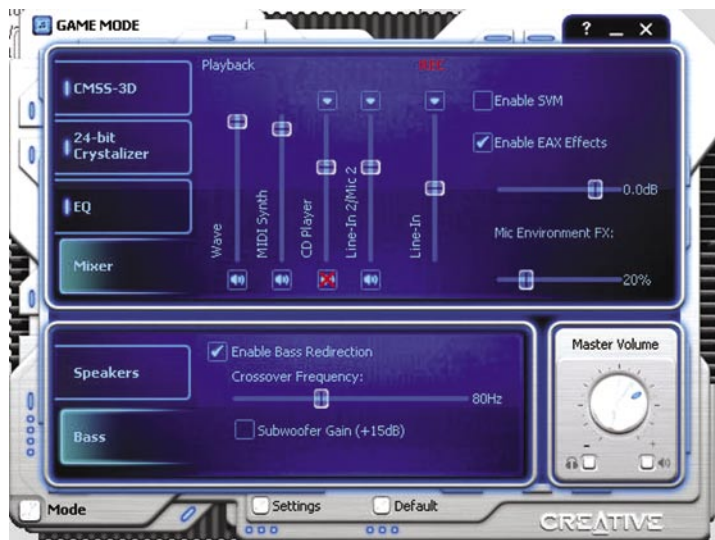 GAME MODE
? _ X
CMSS-3D
24-bit
Crystalizer
EQ
Mixer
Playback
REC
Wave
MIDI Synth
CD Player
Line-In 2/Mic 2
Line-In
Enable SVM
Enable EAX Effects
0.0dB
Mic Environment FX:
20%
Speakers
Bass
Enable Bass Redirection
Crossover Frequency:
80Hz
Subwoofer Gain (+15dB)
Master Volume
- +
Mode
Settings
Default
CREATIVE